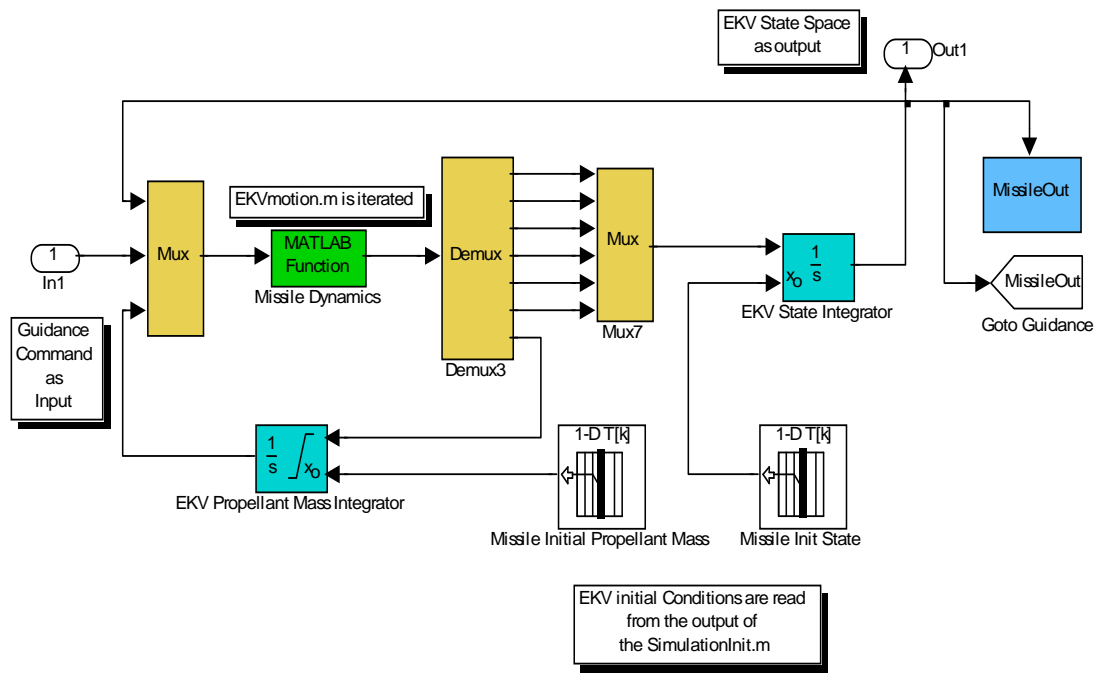 EKV State Space
as output
1
Out1
MissileOut
EKVmotion.m is iterated
Mux
MATLAB
Function
Missile Dynamics
Demux
Demux3
Mux
Mux7
1
In1
1
s
xo
EKV State Integrator
MissileOut
Goto Guidance
Guidance
Command
as
Input
1
s
xo
EKV Propellant Mass Integrator
1-D T[k]
Missile Initial Propellant Mass
1-D T[k]
Missile Init State
EKV initial Conditions are read
from the output of
the SimulationInit.m